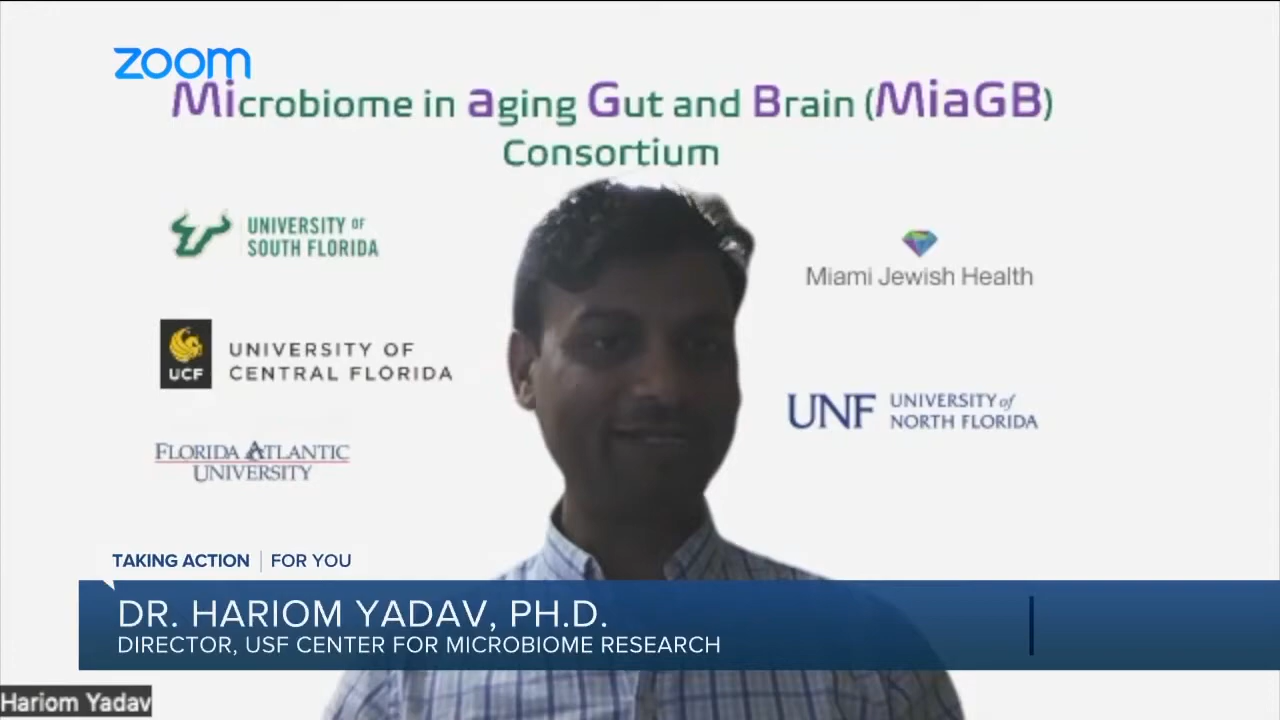 zoom
Microbiome in aging Gut and Brain (MiaGB)
Consortium
UNIVERSITY OF
SOUTH FLORIDA
Miami Jewish Health
UCF
UNIVERSITY OF
CENTRAL FLORIDA
UNF
UNIVERSITY of
NORTH FLORIDA
FLORIDA ATLANTIC
UNIVERSITY
TAKING ACTION FOR YOU
DR. HARIOM YADAV, PH.D.
DIRECTOR, USF CENTER FOR MICROBIOME RESEARCH
Hariom Yadav